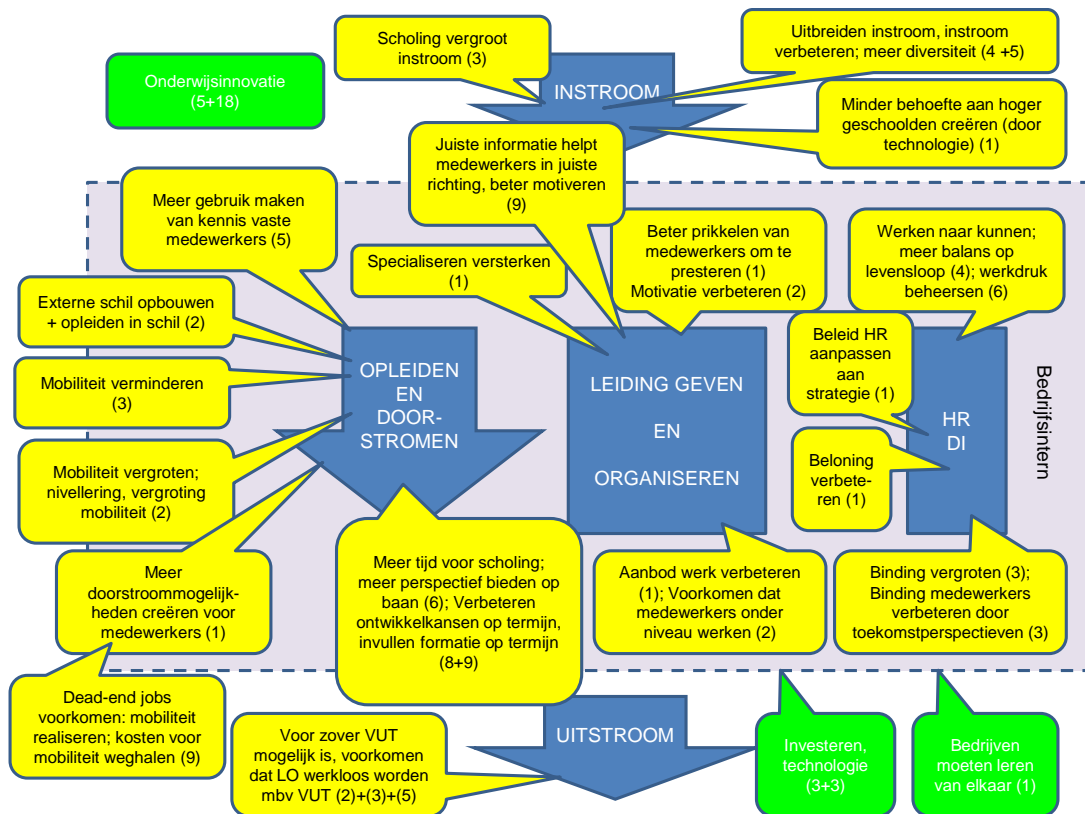 Scholing vergroot
instroom (3)
Uitbreiden instroom, instroom
verbeteren; meer diversiteit (4 +5)
Onderwijsinnovatie
(5+18)
INSTROOM
Minder behoefte aan hoger
geschoolden creëren (door
technologie) (1)
Juiste informatie helpt
medewerkers in juiste
richting, beter motiveren
(9)
Meer gebruik maken
van kennis vaste
medewerkers (5)
Specialiseren versterken
(1)
Beter prikkelen van
medewerkers om te
presteren (1)
Motivatie verbeteren (2)
Werken naar kunnen;
meer balans op
levensloop (4); werkdruk
beheersen (6)
Externe schil opbouwen
+ opleiden in schil (2)
Mobiliteit verminderen
(3)
OPLEIDEN
EN
DOOR-
STROMEN
LEIDING GEVEN
EN
ORGANISEREN
Beleid HR
aanpassen
aan
strategie (1)
HR
DI
Bedrijfsintern
Beloning
verbete-
ren (1)
Mobiliteit vergroten;
nivellering, vergroting
mobiliteit (2)
Meer
doorstroommogelijk-
heden creëren voor
medewerkers (1)
Meer tijd voor scholing;
meer perspectief bieden op
baan (6); Verbeteren
ontwikkelkansen op termijn,
invullen formatie op termijn
(8+9)
Aanbod werk verbeteren
(1); Voorkomen dat
medewerkers onder
niveau werken (2)
Binding vergroten (3);
Binding medewerkers
verbeteren door
toekomstperspectieven (3)
Dead-end jobs
voorkomen: mobiliteit
realiseren; kosten voor
mobiliteit weghalen (9)
Voor zover VUT
mogelijk is, voorkomen
dat LO werkloos worden
mbv VUT (2)+(3)+(5)
UITSTROOM
Investeren,
technologie
(3+3)
Bedrijven
moeten leren
van elkaar (1)